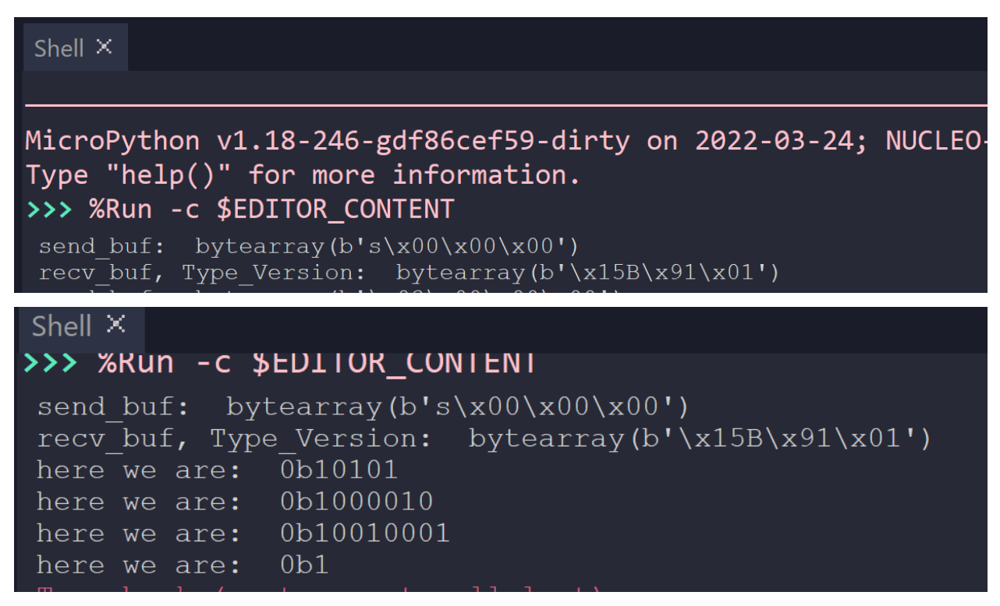 Shell ×
MicroPython v1.18-246-gdf86cef59-dirty on 2022-03-24; NUCLEO-
Type "help()" for more information.
>>> %Run -c $EDITOR_CONTENT
send_buf:  bytearray(b's\x00\x00\x00')
recv_buf, Type_Version:  bytearray(b'\x15B\x91\x01')
Shell ×
>>> %Run -c $EDITOR_CONTENT
send_buf:  bytearray(b's\x00\x00\x00')
recv_buf, Type_Version:  bytearray(b'\x15B\x91\x01')
here we are:  0b10101
here we are:  0b1000010
here we are:  0b10010001
here we are:  0b1